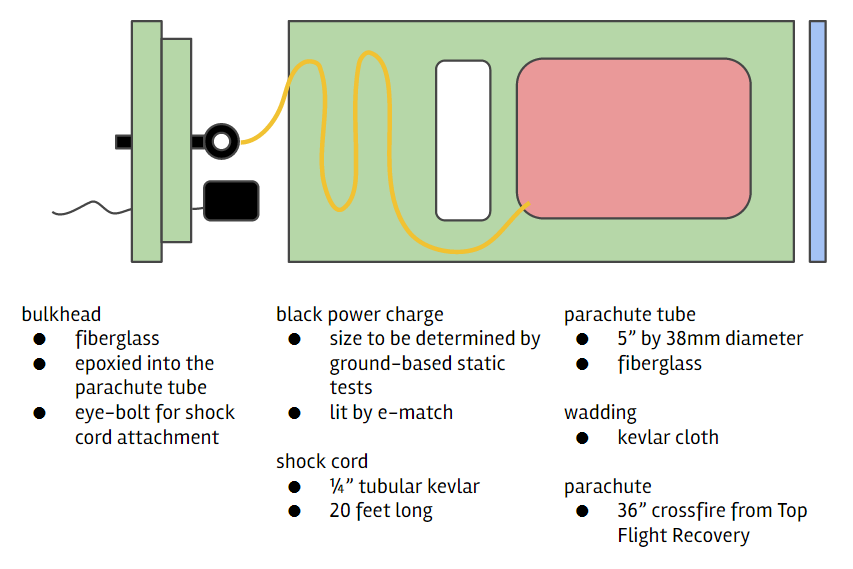 bulkhead
● fiberglass
● epoxied into the
parachute tube
● eye-bolt for shock
cord attachment
black power charge
● size to be determined by
ground-based static
tests
● lit by e-match
shock cord
● ¼” tubular kevlar
● 20 feet long
parachute tube
● 5” by 38mm diameter
● fiberglass
wadding
● kevlar cloth
parachute
● 36” crossfire from Top
Flight Recovery